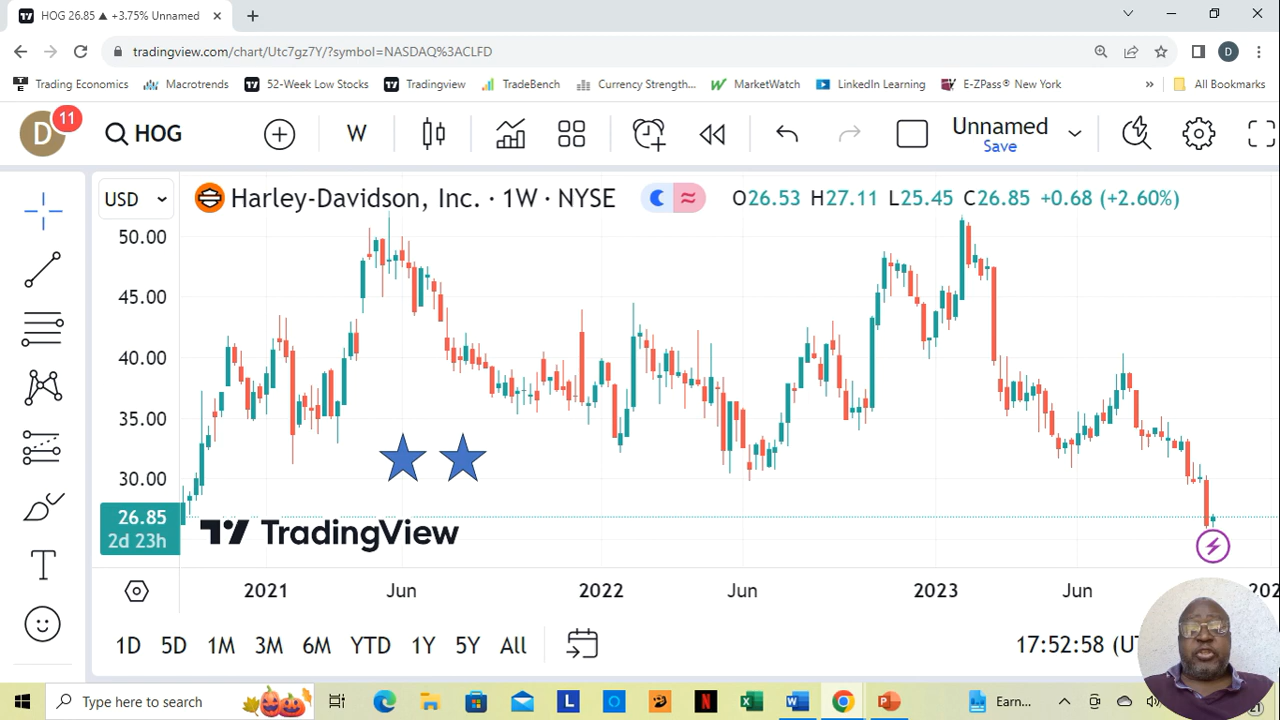 HOG 26.85 ▲ +3.75% Unnamed
tradingview.com/chart/Utc7gz7Y/?symbol=NASDAQ%3ACLFD
D
Trading Economics
Macrotrends
52-Week Low Stocks
Tradingview
TradeBench
Currency Strength...
MarketWatch
LinkedIn Learning
E-ZPass® New York
»
All Bookmarks
D
11
HOG
W
Unnamed
Save
USD
Harley-Davidson, Inc. · 1W · NYSE
O26.53 H27.11 L25.45 C26.85 +0.68 (+2.60%)
50.00
45.00
40.00
35.00
30.00
26.85
2d 23h
TradingView
T
2021
Jun
2022
Jun
2023
Jun
1D 5D 1M 3M 6M YTD 1Y 5Y All
17:52:58
Type here to search
Earn...
21